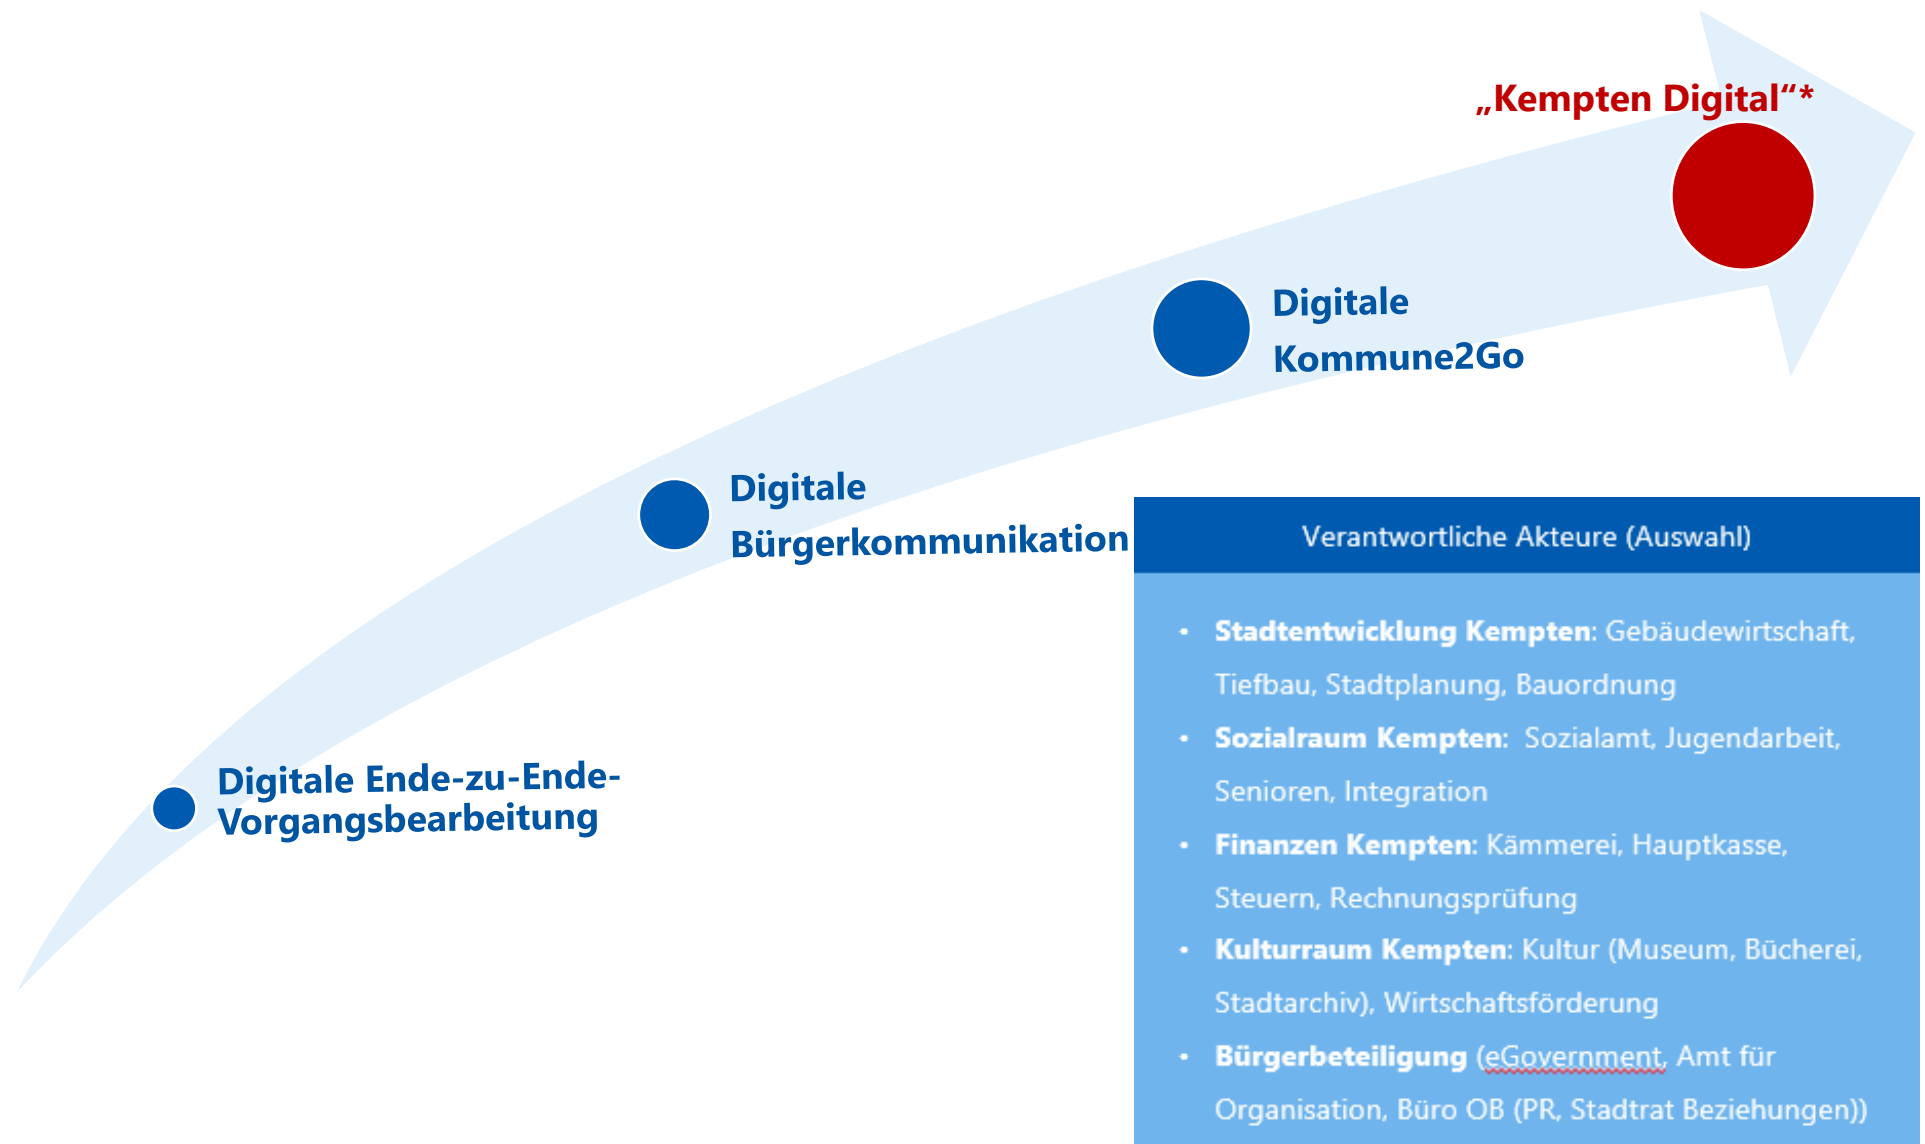 „Kempten Digital“*
Digitale
Kommune2Go
Digitale
Bürgerkommunikation
Digitale Ende-zu-Ende-
Vorgangsbearbeitung
Verantwortliche Akteure (Auswahl)
• Stadtentwicklung Kempten: Gebäudewirtschaft,
Tiefbau, Stadtplanung, Bauordnung
• Sozialraum Kempten: Sozialamt, Jugendarbeit,
Senioren, Integration
• Finanzen Kempten: Kämmerei, Hauptkasse,
Steuern, Rechnungsprüfung
• Kulturraum Kempten: Kultur (Museum, Bücherei,
Stadtarchiv), Wirtschaftsförderung
• Bürgerbeteiligung (eGovernment, Amt für
Organisation, Büro OB (PR, Stadtrat Beziehungen))